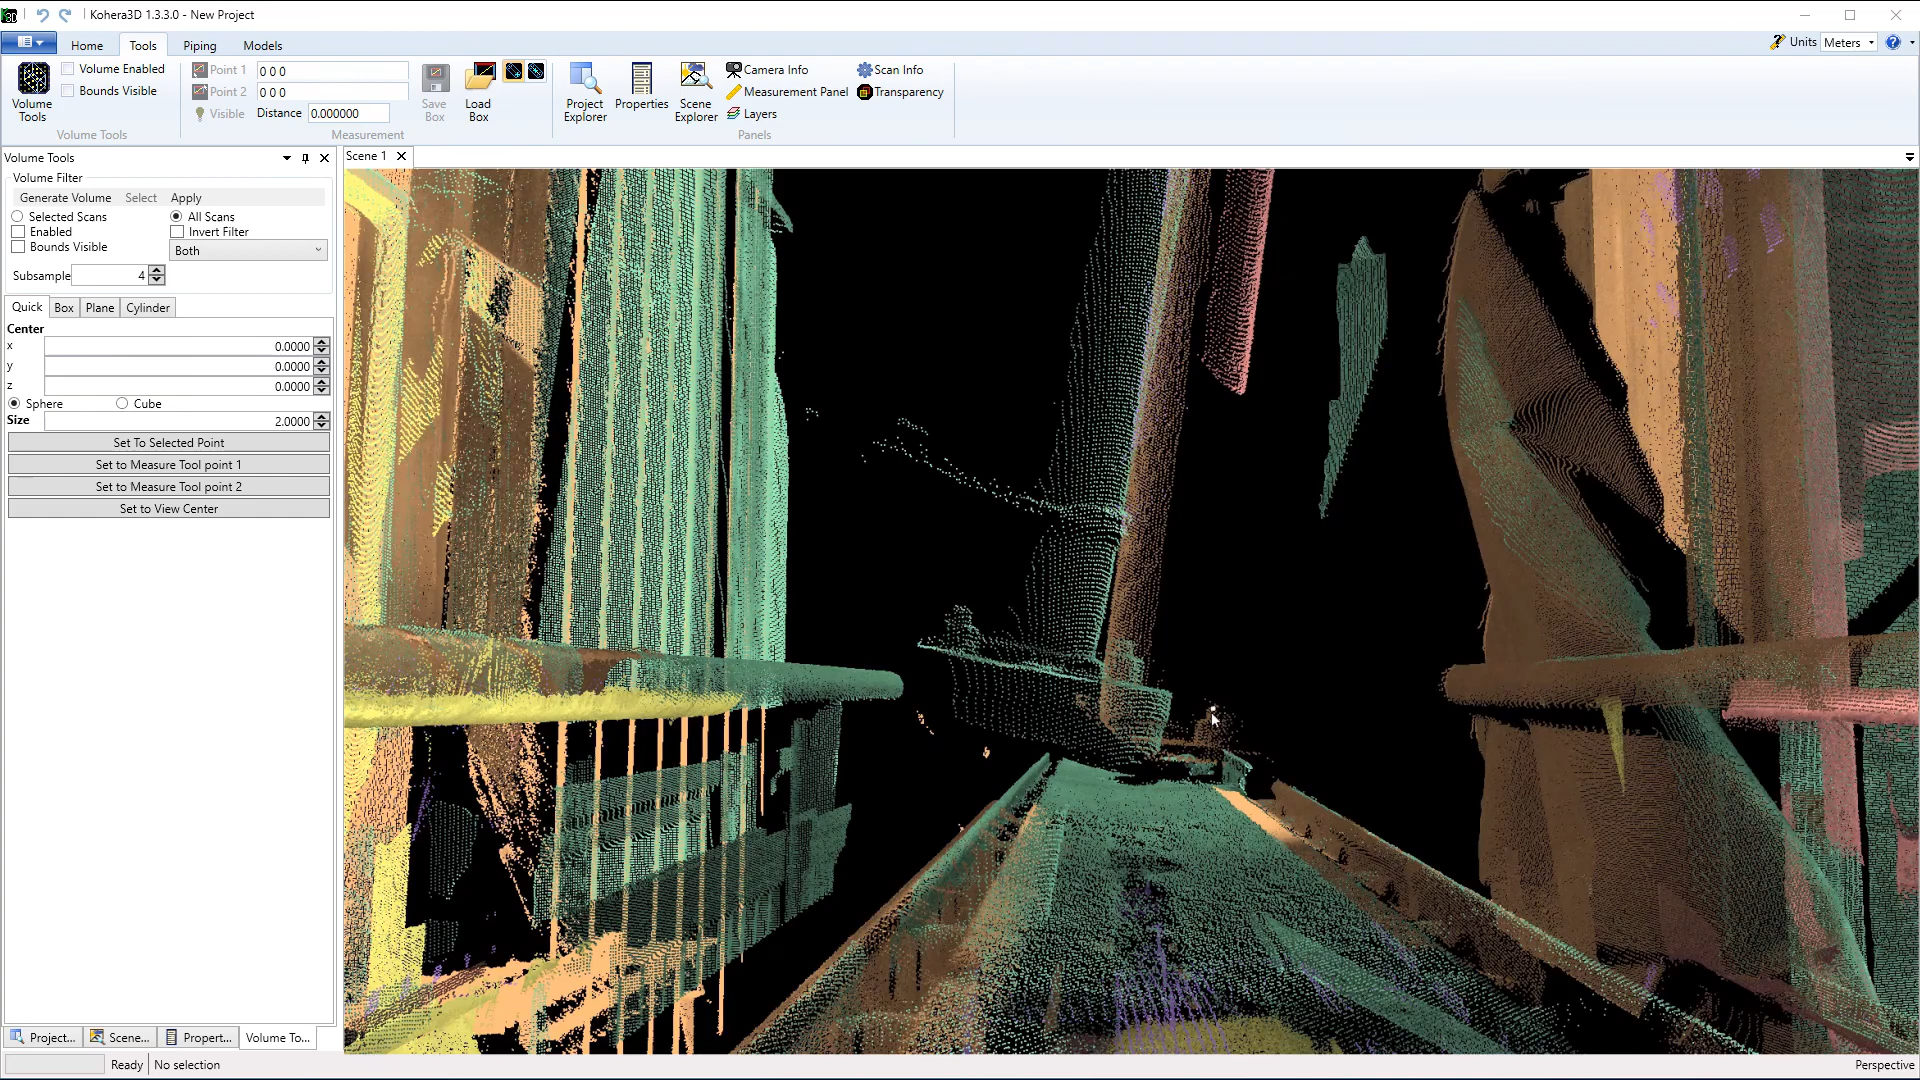 Kohera3D 1.3.3.0 - New Project
Home Tools Piping Models
Units Meters
Volume Tools
Volume Enabled
Bounds Visible
Volume Tools
Point 1 0 0 0
Point 2 0 0 0
Visible Distance 0.000000
Save Box
Load Box
Measurement
Project Explorer
Properties
Scene Explorer
Camera Info
Measurement Panel
Layers
Scan Info
Transparency
Panels
Volume Tools
Scene 1
Volume Filter
Generate Volume Select Apply
Selected Scans All Scans
Enabled Invert Filter
Bounds Visible Both
Subsample 4
Quick Box Plane Cylinder
Center
x 0.0000
y 0.0000
z 0.0000
Sphere Cube
Size 2.0000
Set To Selected Point
Set to Measure Tool point 1
Set to Measure Tool point 2
Set to View Center
Project... Scene... Propert... Volume To...
Ready No selection Perspective